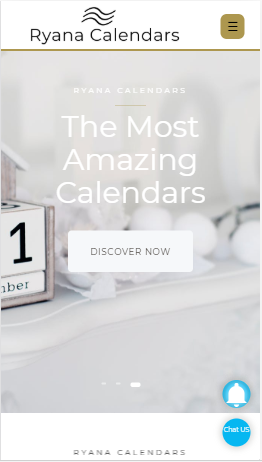 Ryana Calendars
RYANA CALENDARS
The Most
Amazing
Calendars
1
mber
DISCOVER NOW
Chat US
RYANA CALENDARS